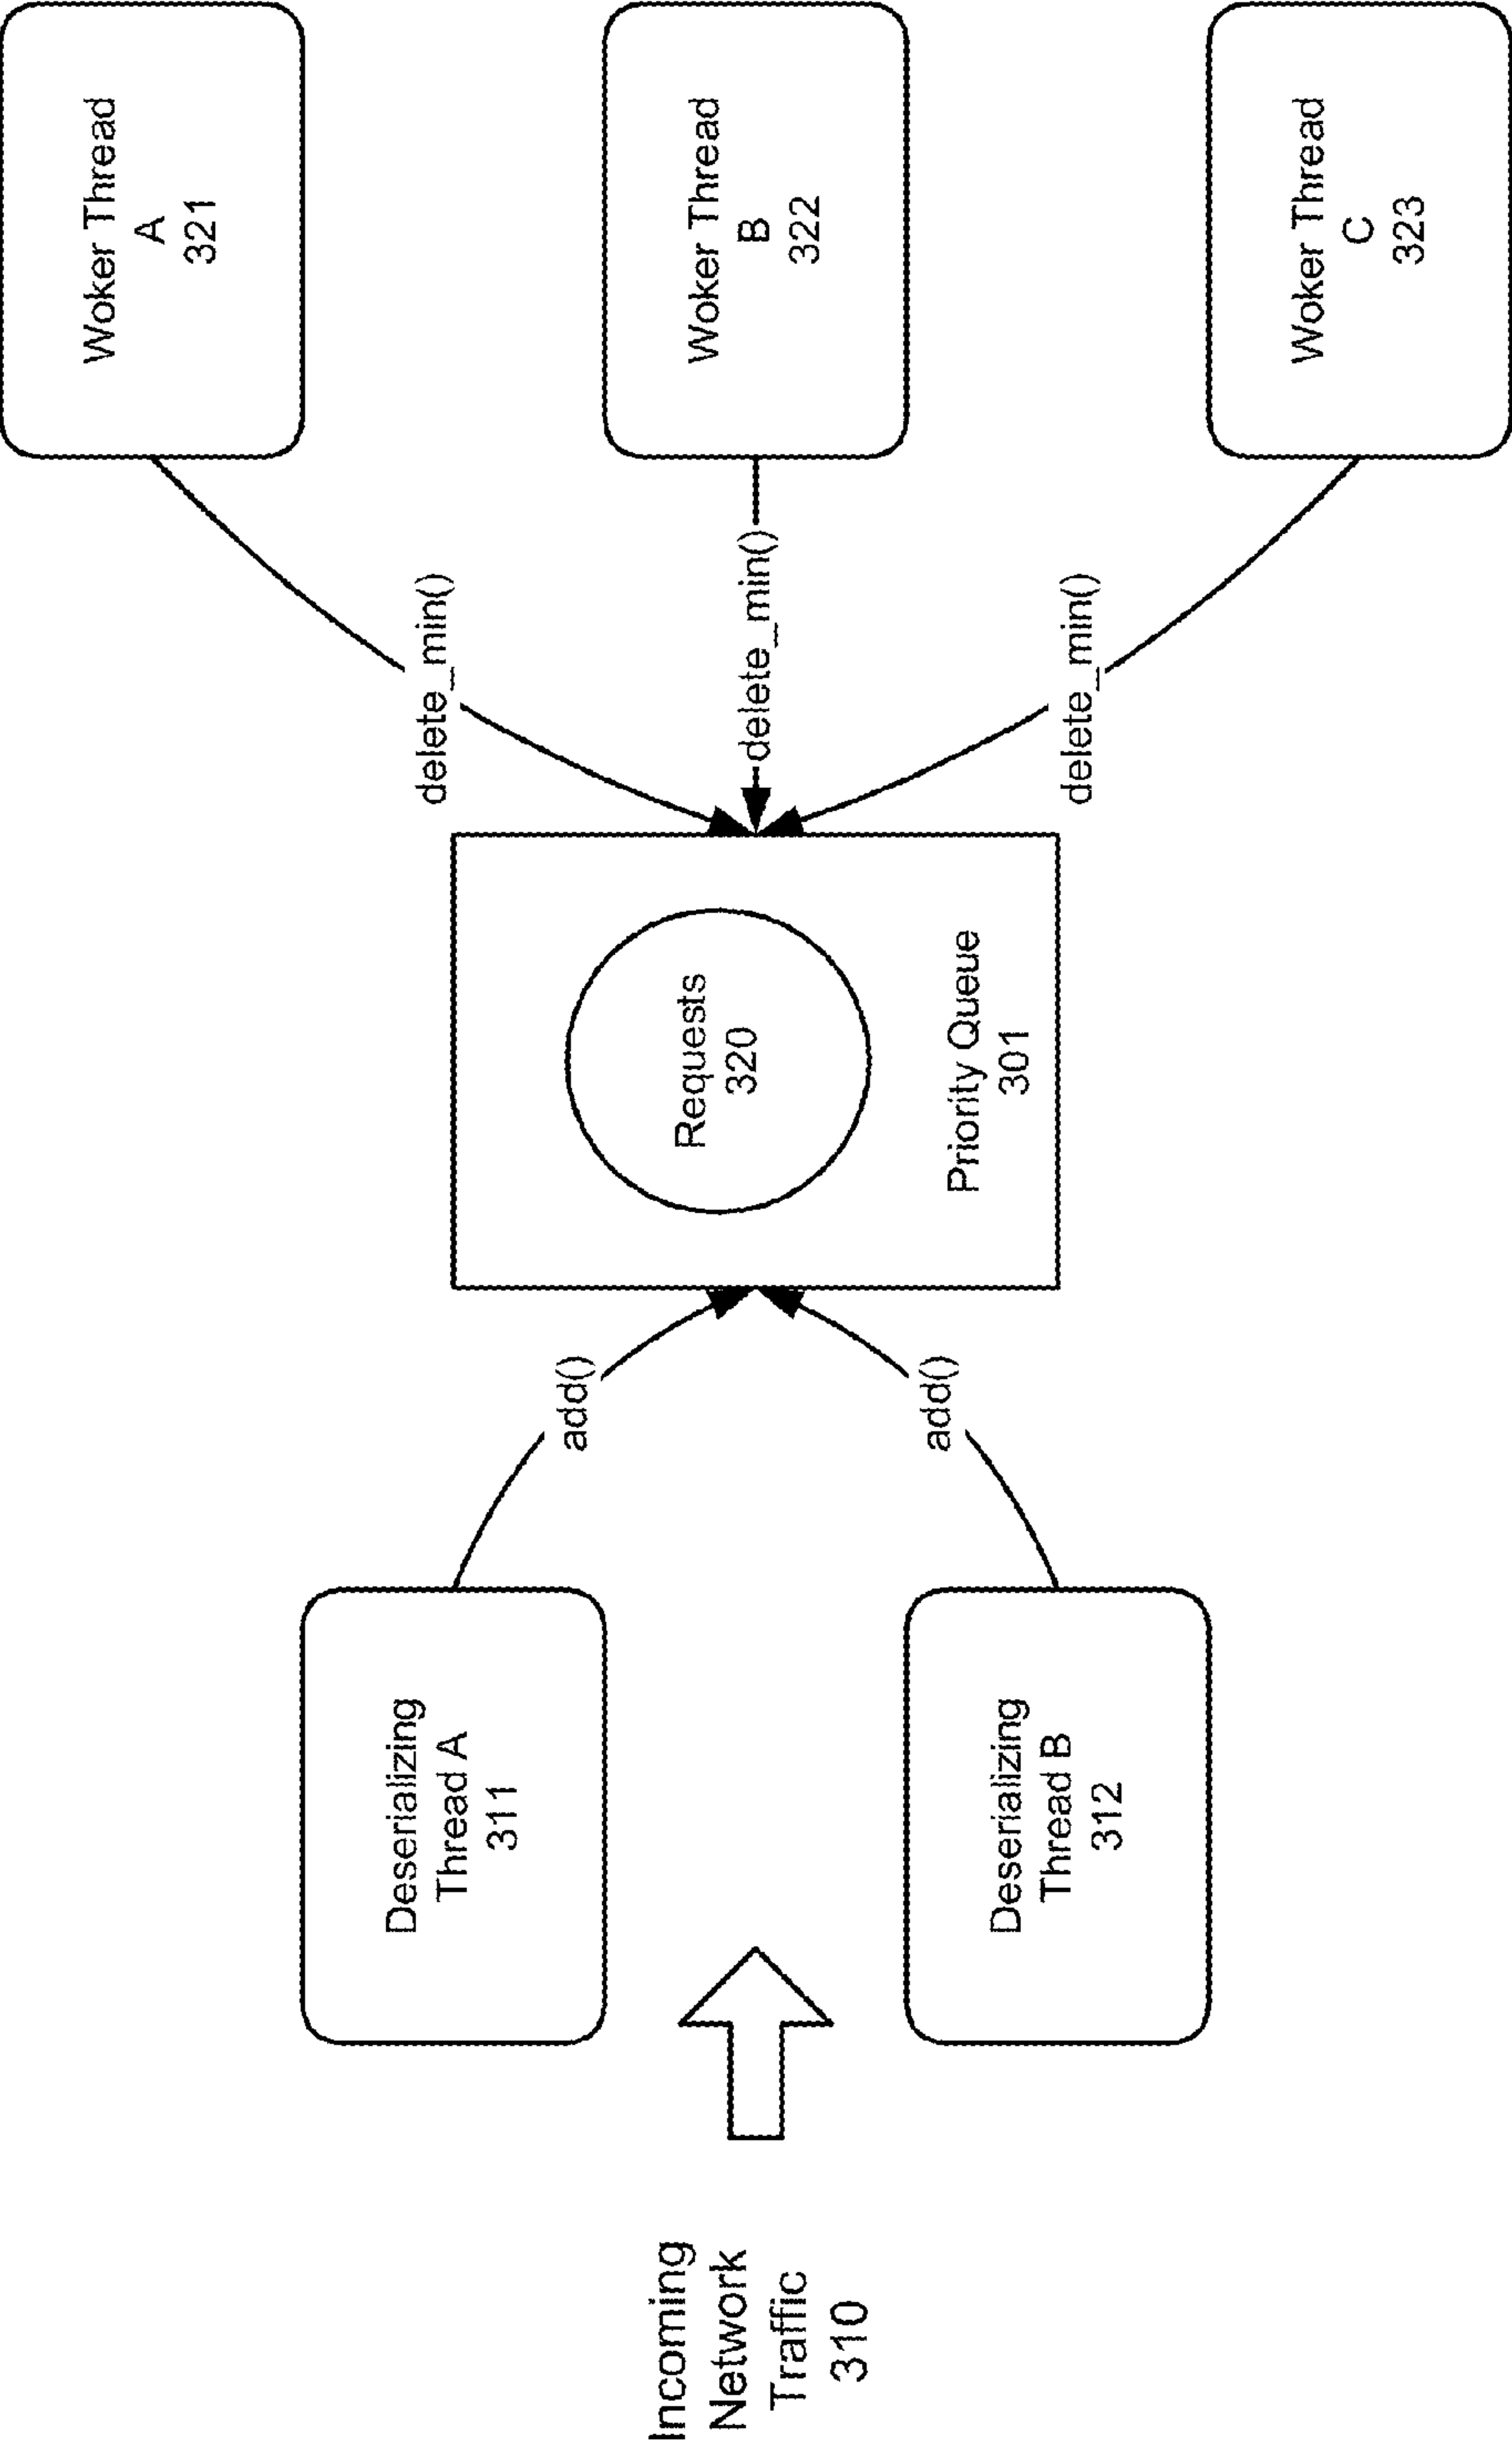 Incoming
Network
Traffic
310
Deserializing
Thread A
311
Deserializing
Thread B
312
add()
add()
Requests
320
Priority Queue
301
delete_min()
delete_min()
delete_min()
Woker Thread
A
321
Woker Thread
B
322
Woker Thread
C
323